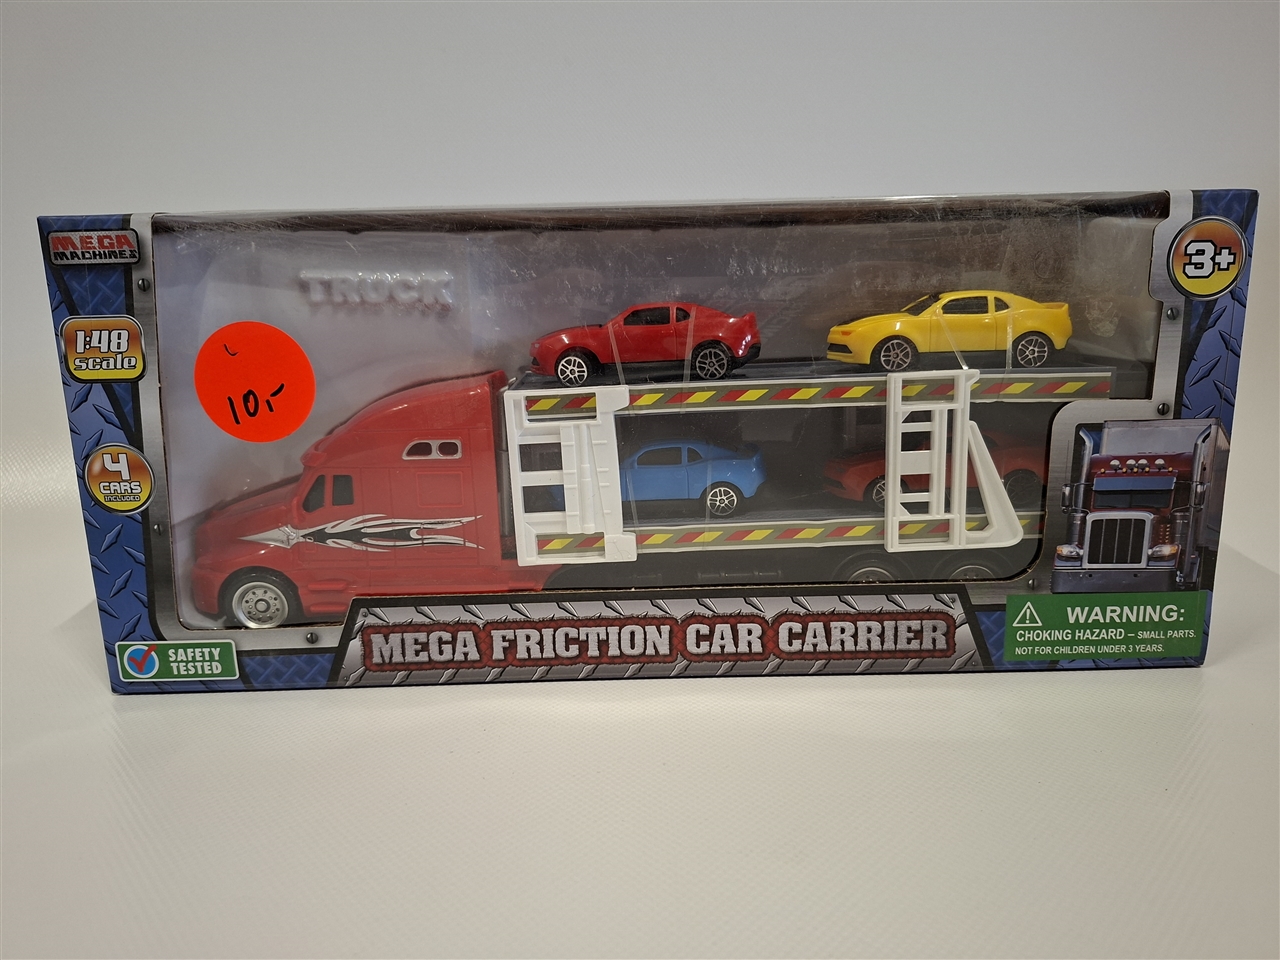 MEGA
MACHINES
1:48
scale
4
CARS
INCLUDED
TRUCK
10,-
3+
MEGA FRICTION CAR CARRIER
SAFETY
TESTED
WARNING:
CHOKING HAZARD – SMALL PARTS.
NOT FOR CHILDREN UNDER 3 YEARS.